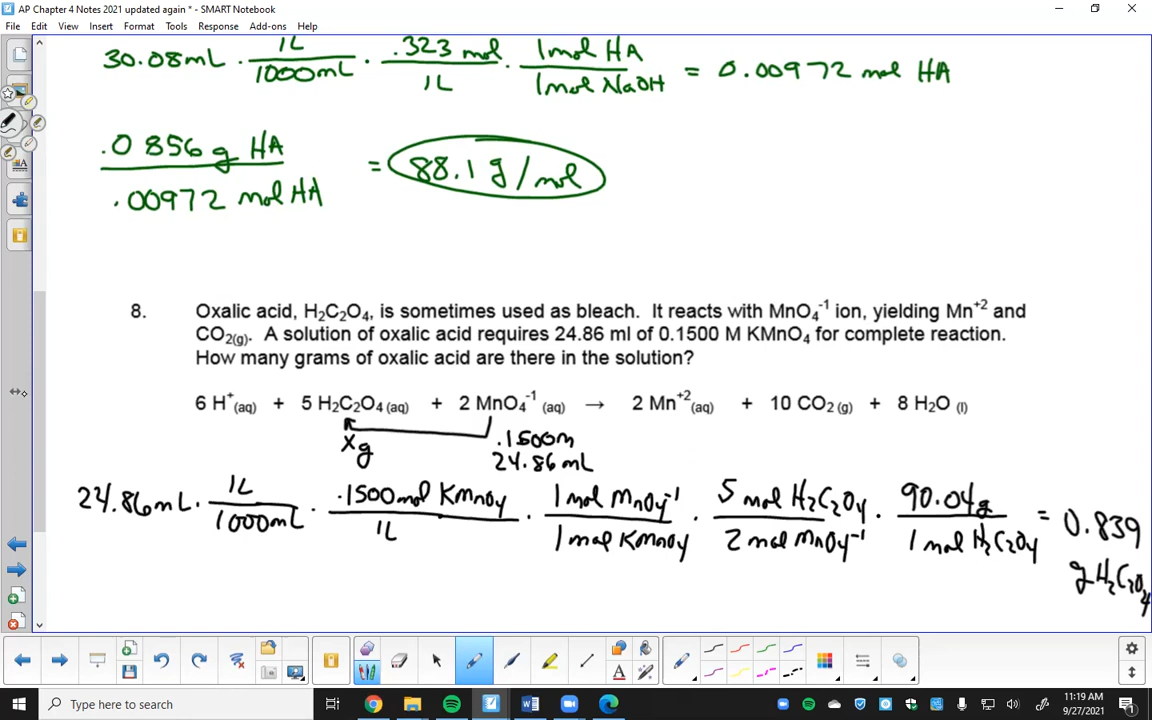 AP Chapter 4 Notes 2021 updated again * - SMART Notebook
File Edit View Insert Format Tools Response Add-ons Help
30.08mL · 1L / 1000mL · .323 mol / 1L · 1mol HA / 1mol NaOH = 0.00972 mol HA
.0856g HA / .00972 mol HA = 88.1 g/mol
8. Oxalic acid, H2C2O4, is sometimes used as bleach. It reacts with MnO4-1 ion, yielding Mn+2 and
CO2(g). A solution of oxalic acid requires 24.86 ml of 0.1500 M KMnO4 for complete reaction.
How many grams of oxalic acid are there in the solution?
6 H+(aq) + 5 H2C2O4 (aq) + 2 MnO4-1 (aq) → 2 Mn+2(aq) + 10 CO2 (g) + 8 H2O (l)
xg .1500m
24.86mL
24.86mL · 1L / 1000mL · .1500mol KMnO4 / 1L · 1mol MnO4-1 / 1mol KMnO4 · 5 mol H2C2O4 / 2 mol MnO4-1 · 90.04g / 1mol H2C2O4 = 0.839
g H2C2O4
Type here to search
11:19 AM
9/27/2021
1